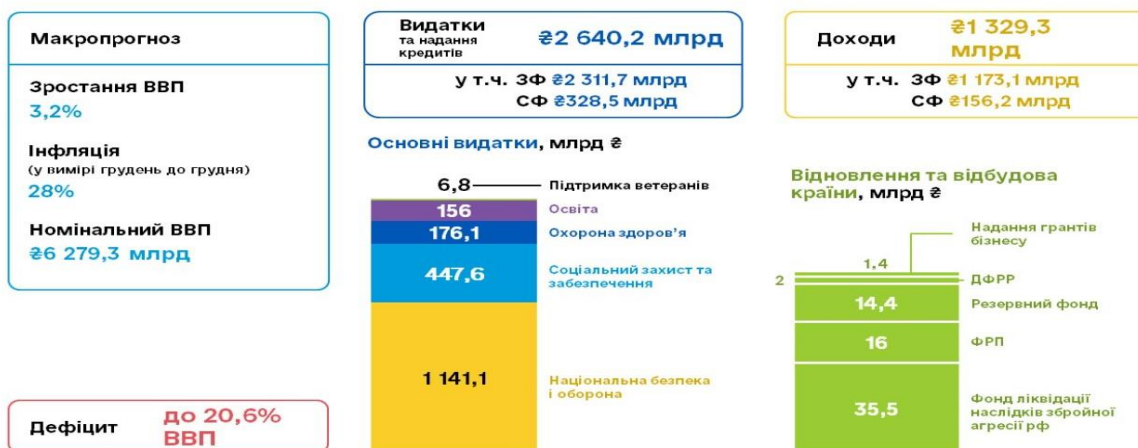 Макропрогноз
Зростання ВВП
3,2%
Інфляція
(у вимірі грудень до грудня)
28%
Номінальний ВВП
₴6 279,3 млрд
Дефіцит
до 20,6%
ВВП
Видатки
та надання
кредитів
₴2 640,2 млрд
у т.ч. ЗФ ₴2 311,7 млрд
СФ ₴328,5 млрд
Основні видатки, млрд ₴
6,8 Підтримка ветеранів
156 Освіта
176,1 Охорона здоров'я
447,6 Соціальний захист та
забезпечення
1 141,1 Національна безпека
і оборона
Доходи
₴1 329,3
млрд
у т.ч. ЗФ ₴1 173,1 млрд
СФ ₴156,2 млрд
Відновлення та відбудова
країни, млрд ₴
1,4 Надання грантів
бізнесу
2 ДФРР
14,4 Резервний фонд
16 ФРП
35,5 Фонд ліквідації
наслідків збройної
агресії рф